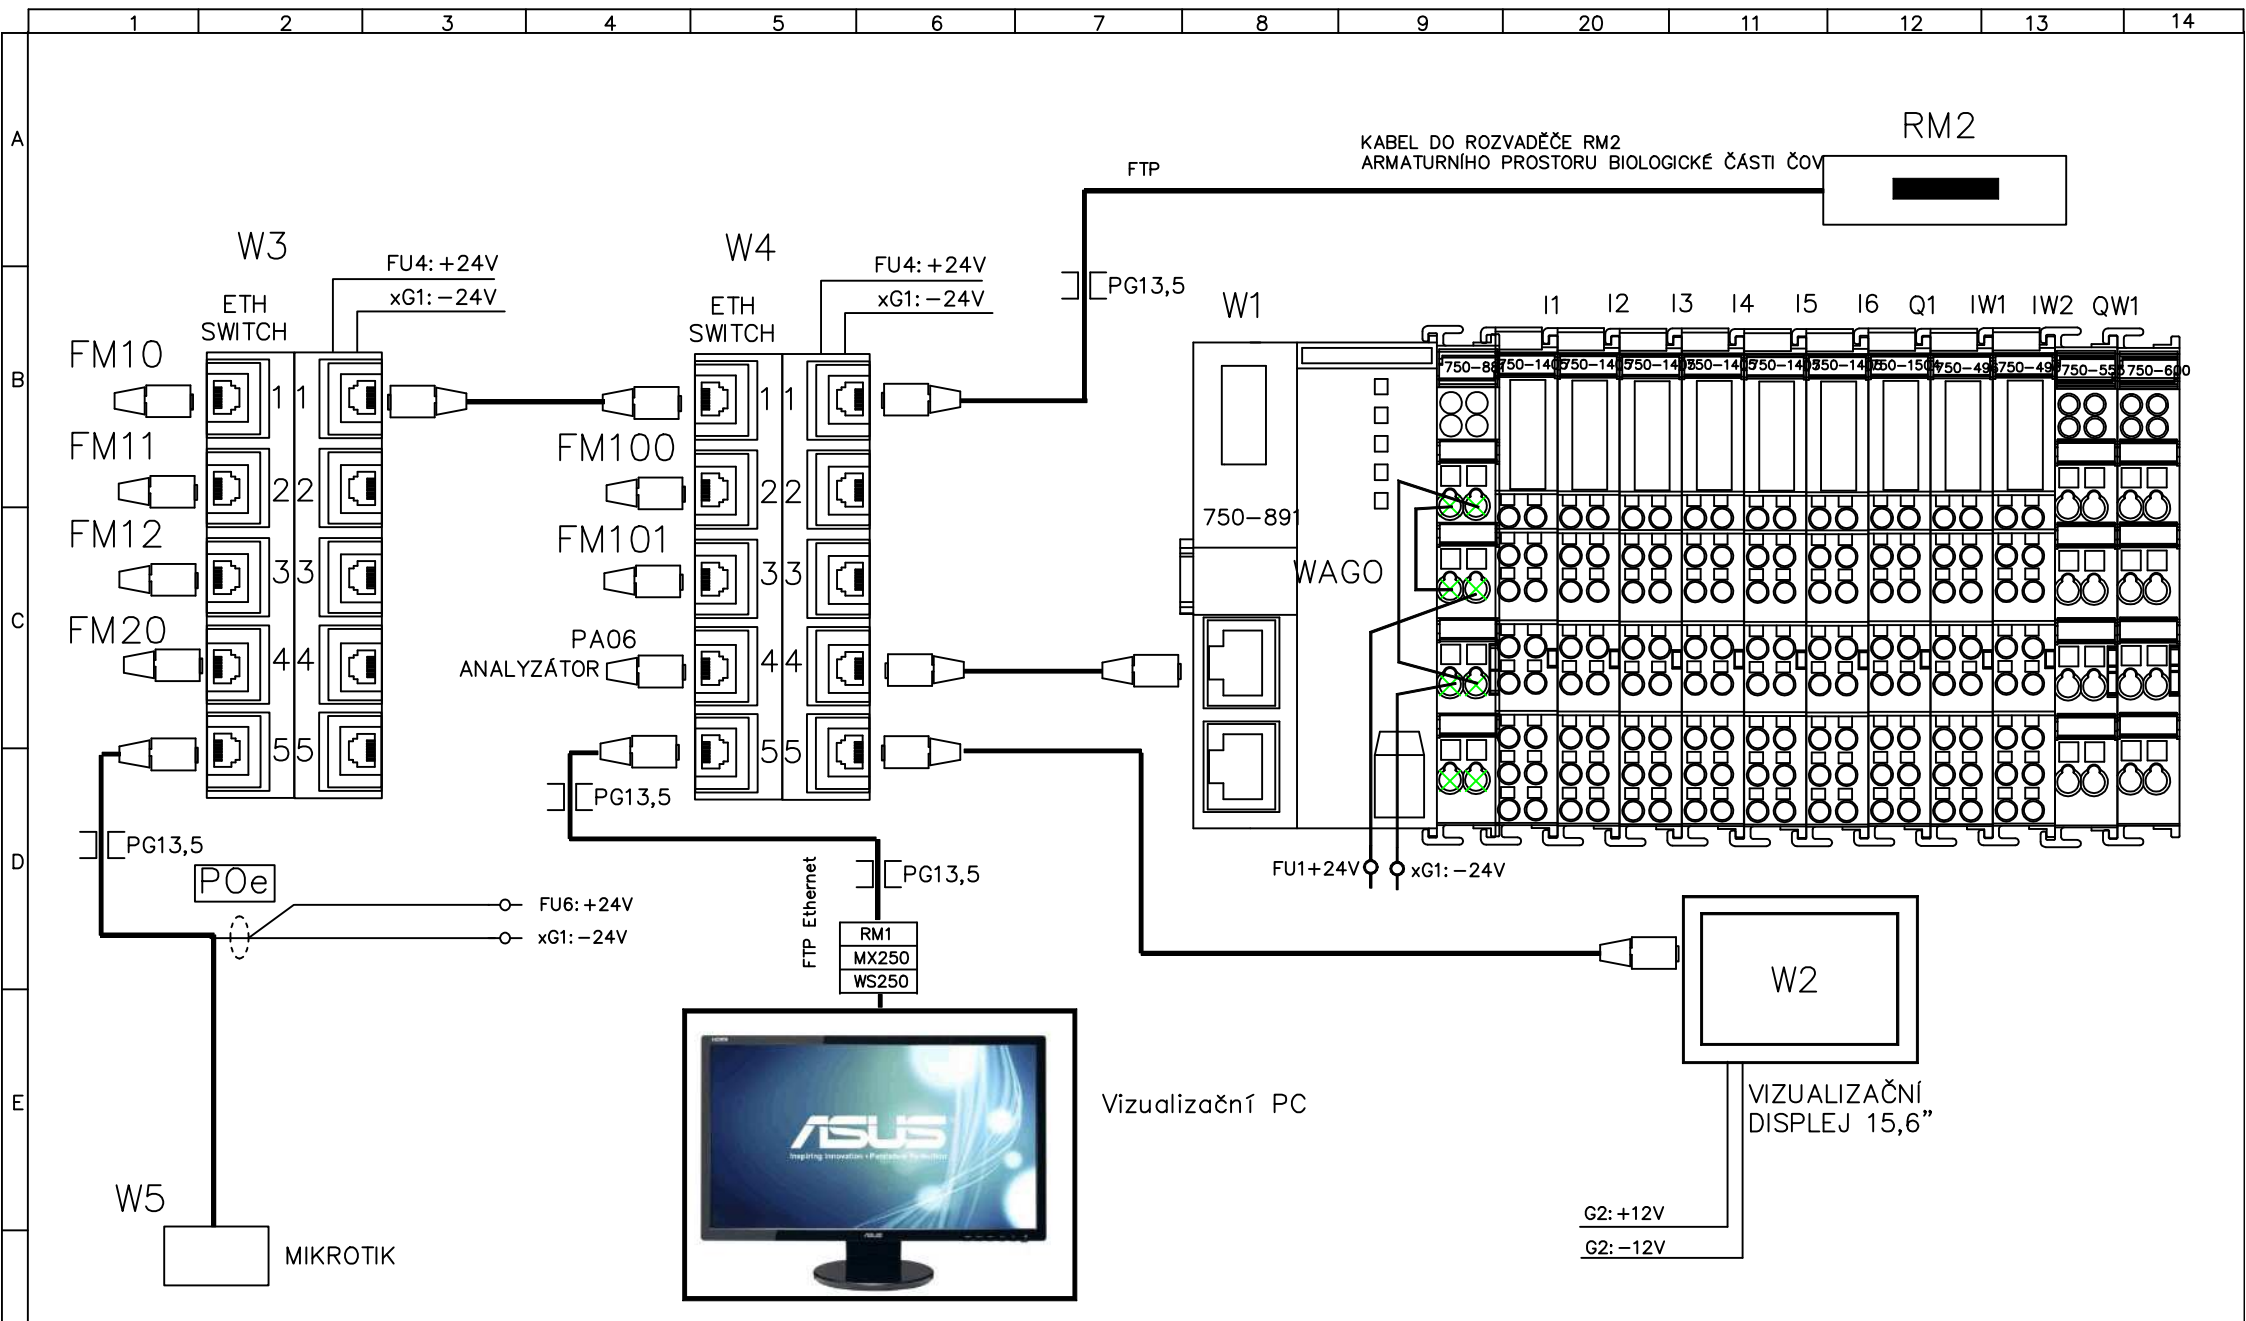 1 2 3 4 5 6 7 8 9 20 11 12 13 14
A
B
C
D
E
RM2
KABEL DO ROZVADĚČE RM2
ARMATURNÍHO PROSTORU BIOLOGICKÉ ČÁSTI ČOV
FTP
PG13,5
W3
FU4:+24V
xG1:-24V
ETH
SWITCH
FM10
FM11
FM12
FM20
1 1
2 2
3 3
4 4
5 5
W4
FU4:+24V
xG1:-24V
ETH
SWITCH
FM100
FM101
PA06
ANALYZÁTOR
1 1
2 2
3 3
4 4
5 5
W1
I1 I2 I3 I4 I5 I6 Q1 IW1 IW2 QW1
750-600
750-891
WAGO
FU1+24V
xG1:-24V
PG13,5
PG13,5
PG13,5
POe
FU6:+24V
xG1:-24V
FTP Ethernet
RM1
MX250
WS250
W2
VIZUALIZAČNÍ
DISPLEJ 15,6”
G2:+12V
G2:-12V
Vizualizační PC
HDMI
ASUS
Inspiring Innovation • Persistent Perfection
ASUS
W5
MIKROTIK